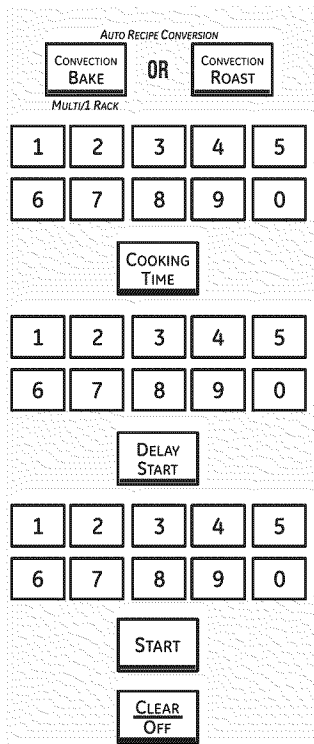 AUTO RECIPE CONVERSION
CONVECTION BAKE OR CONVECTION ROAST
MULTI/1 RACK
1 2 3 4 5
6 7 8 9 0
COOKING
TIME
1 2 3 4 5
6 7 8 9 0
DELAY
START
1 2 3 4 5
6 7 8 9 0
START
CLEAR
OFF